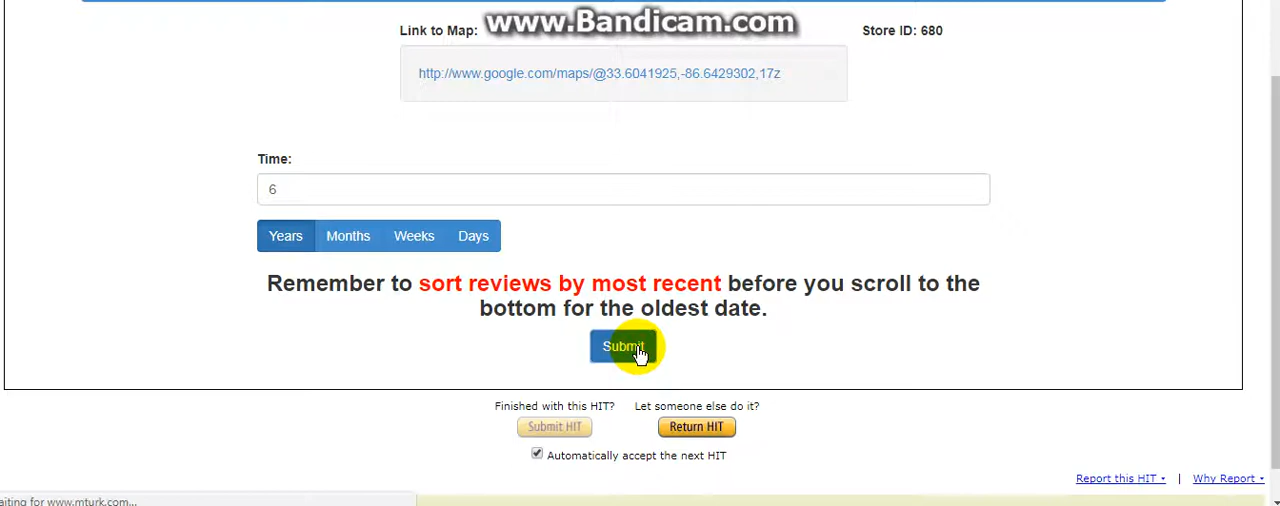 www.Bandicam.com
Link to Map:
Store ID: 680
http://www.google.com/maps/@33.6041925,-86.6429302,17z
Time:
6
Years Months Weeks Days
Remember to sort reviews by most recent before you scroll to the
bottom for the oldest date.
Submit
Finished with this HIT? Let someone else do it?
Submit HIT Return HIT
Automatically accept the next HIT
Report this HIT | Why Report
aiting for www.mturk.com...